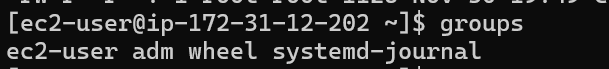 [ec2-user@ip-172-31-12-202 ~]$ groups
ec2-user adm wheel systemd-journal